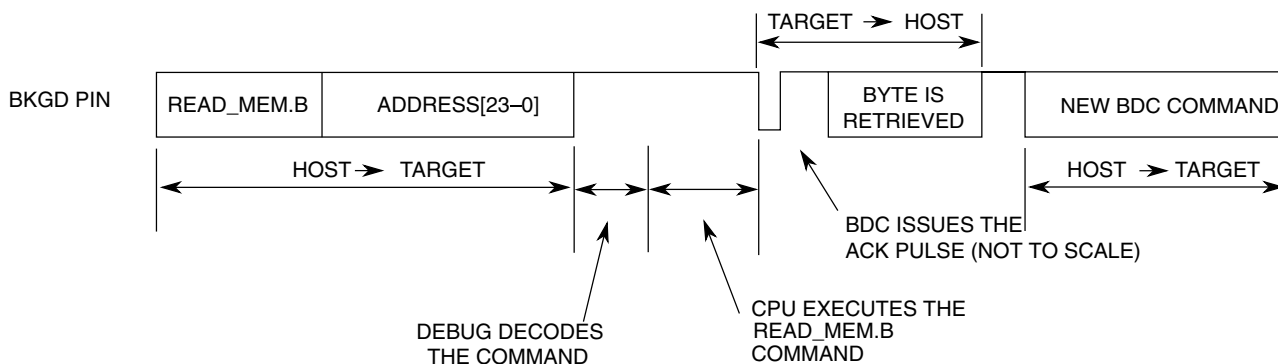 TARGET → HOST
BKGD PIN
READ_MEM.B
ADDRESS[23–0]
BYTE IS
RETRIEVED
NEW BDC COMMAND
HOST → TARGET
HOST → TARGET
BDC ISSUES THE
ACK PULSE (NOT TO SCALE)
DEBUG DECODES
THE COMMAND
CPU EXECUTES THE
READ_MEM.B
COMMAND